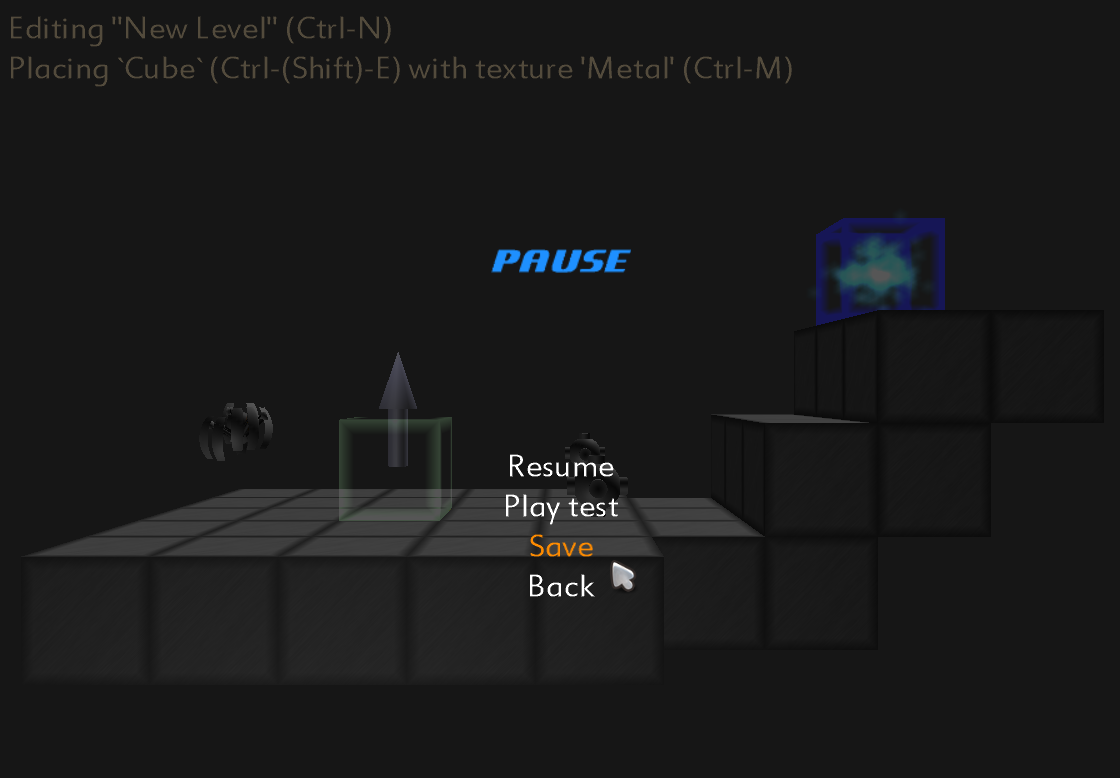 Editing "New Level" (Ctrl-N)
Placing `Cube` (Ctrl-(Shift)-E) with texture 'Metal' (Ctrl-M)
PAUSE
Resume
Play test
Save
Back